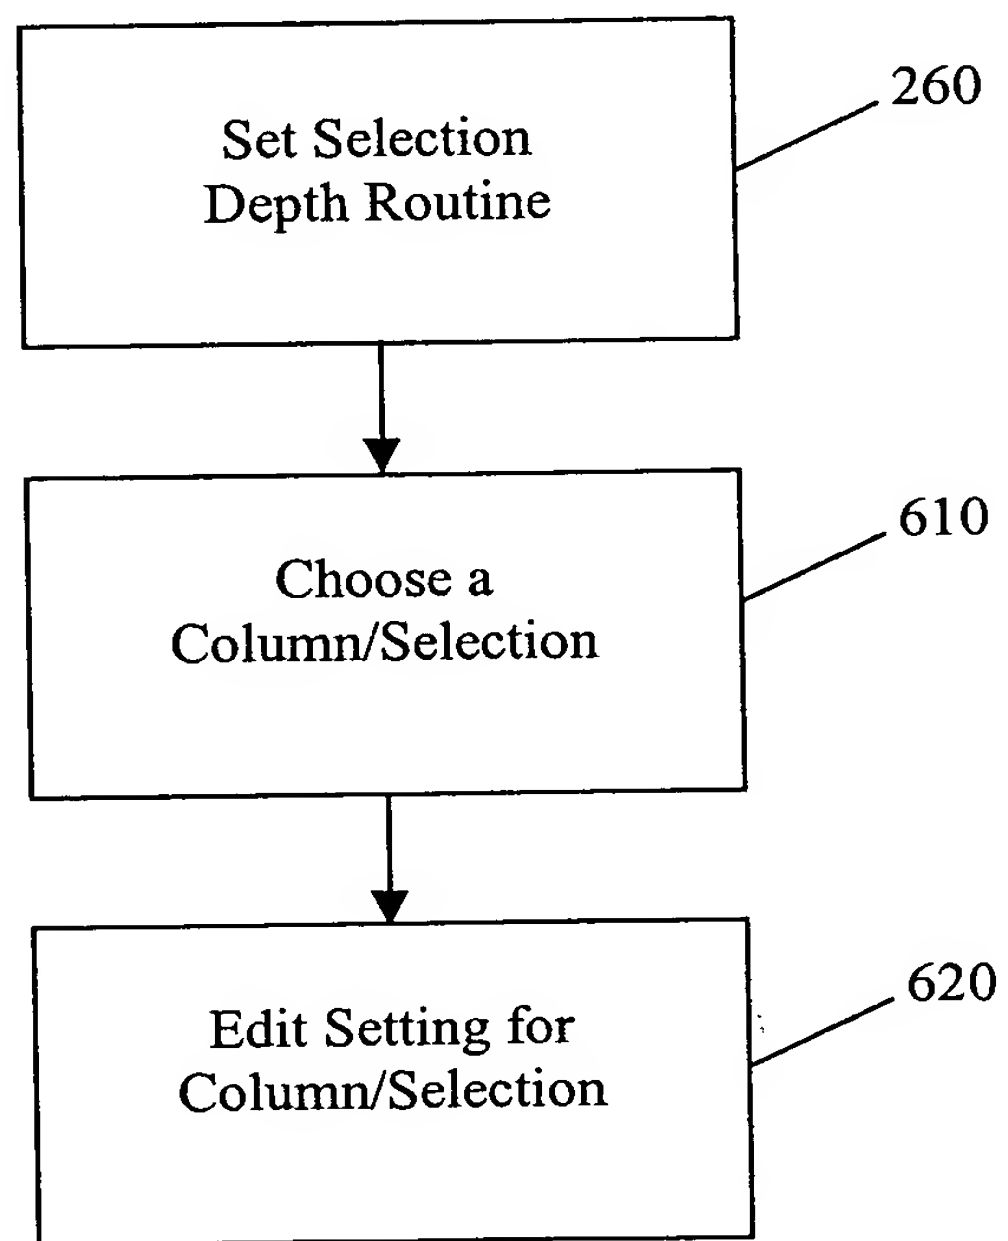 Set Selection
Depth Routine
260
Choose a
Column/Selection
610
Edit Setting for
Column/Selection
620